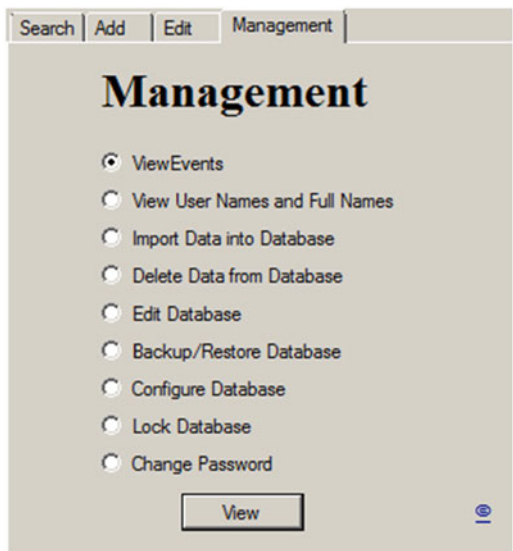 Search Add Edit Management
Management
ViewEvents
View User Names and Full Names
Import Data into Database
Delete Data from Database
Edit Database
Backup/Restore Database
Configure Database
Lock Database
Change Password
View